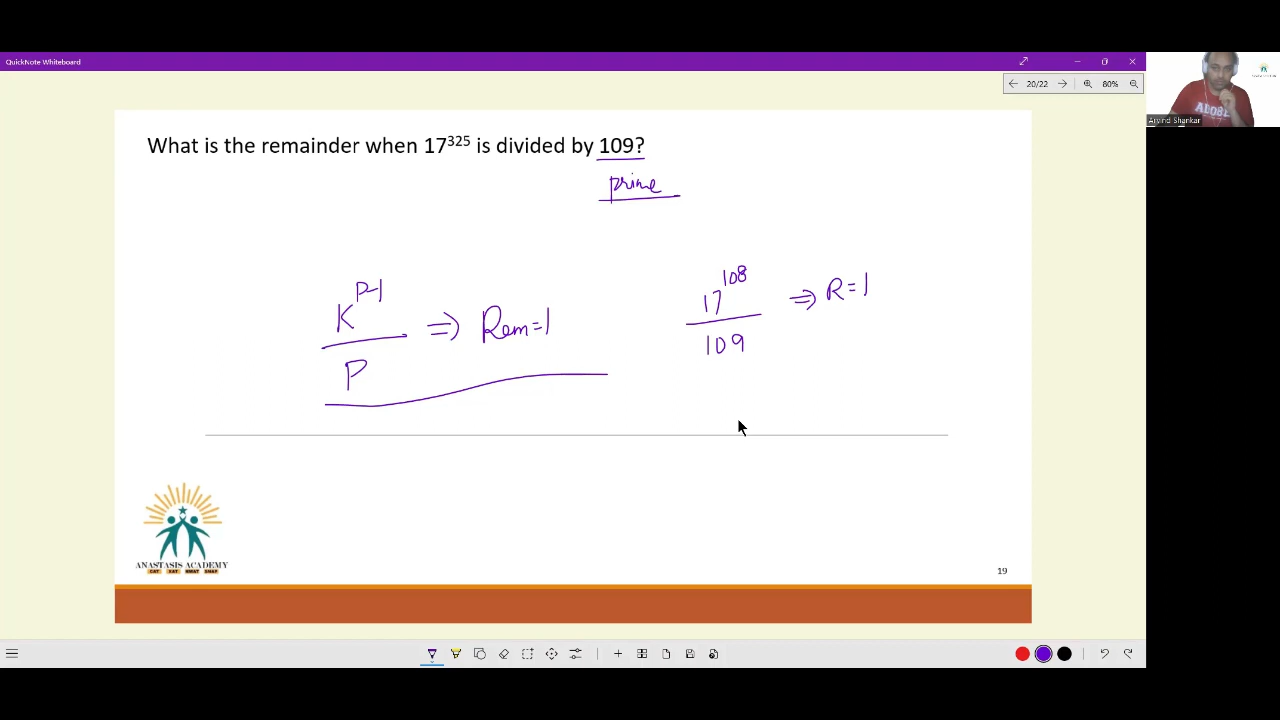 QuickNote Whiteboard
20/22
80%
Arvind Shankar
What is the remainder when 17³²⁵ is divided by 109?
prime
K^P-1
P
⇒ Rem=1
17^108
109
⇒ R=1
ANASTASIS ACADEMY
19